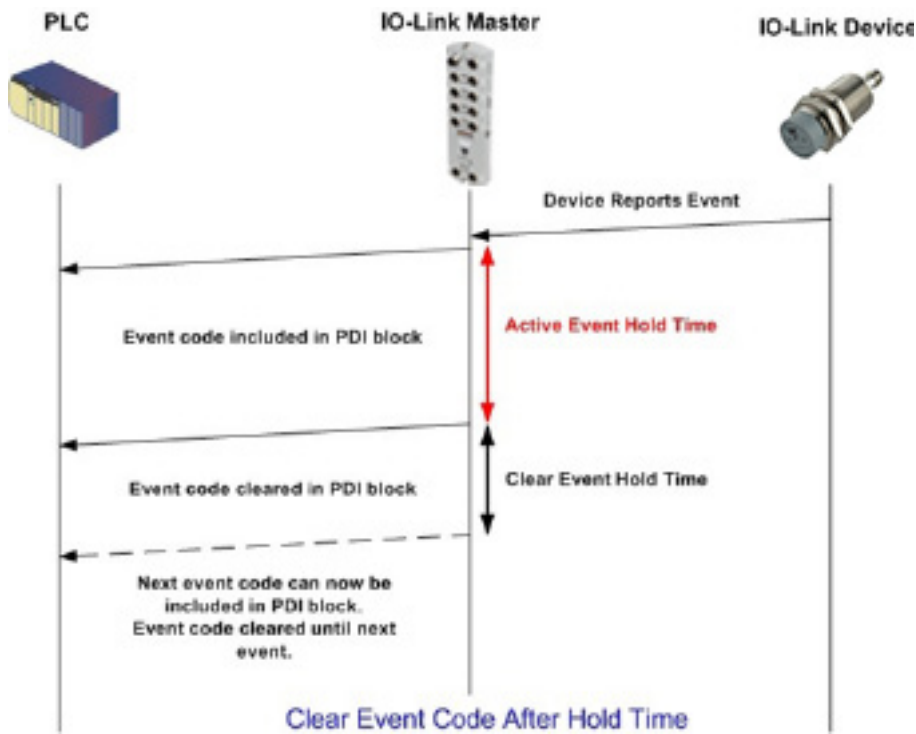 PLC
IO-Link Master
IO-Link Device
Device Reports Event
Event code included in PDI block
Active Event Hold Time
Event code cleared in PDI block
Clear Event Hold Time
Next event code can now be
included in PDI block.
Event code cleared until next
event.
Clear Event Code After Hold Time